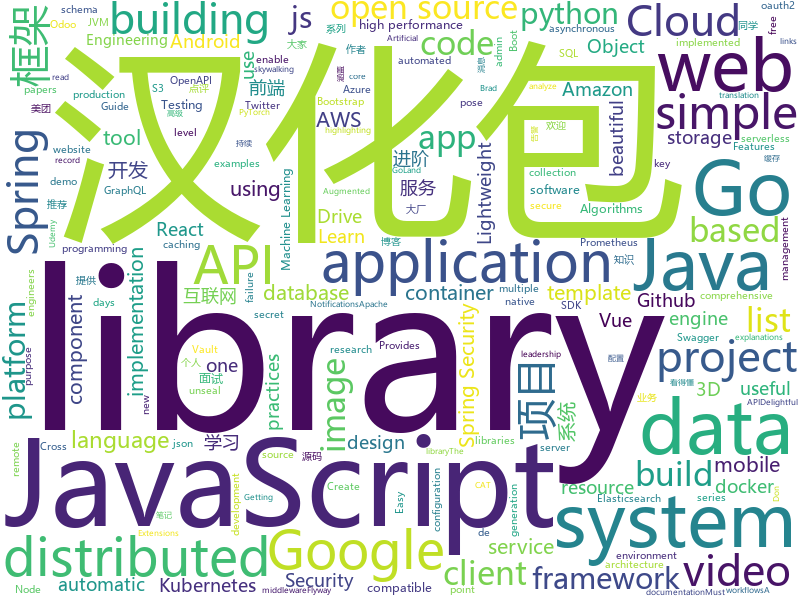 schema
Odoo
JVM
building
js
open source
python
Cloud
oauth2
同学
asynchronous
links
框架
Engineering
Android
high performance
系列
大家
作者
automated
code
SQL
Boot
admin
implemented
free
papers
read
production
Guide
use
enable
skywalking
Artificial
OpenAPI
S3
前端
Twitter
core
Azure
消息
Object
web
translation
美团
点评
Testing
Bootstrap
Brad
analyze
Amazon
simple
汉化包
Spring
tool
website
record
高级
level
PyTorch
AWS
pose
highlighting
app
GoLand
欢迎
beautiful
storage
serverless
Features
缓存
key
demo
examples
持续
开发
GraphQL
using
进阶
服务
Lightweight
collection
software
secure
Go
推荐
Udemy
React
Machine Learning
Augmented
Drive
大厂
Learn
Algorithms
based
management
programming
caching
failure
博客
Prometheus
知识
application
Java
提供
days
互联网
secret
NotificationsApache
database
container
multiple
native
SDK
template
Github
comprehensive
platform
engineers
purpose
component
implementation
library
Vault
个人
one
research
Provides
Spring Security
Vue
engine
list
Swagger
explanations
leadership
配置
面试
unseal
practices
image
项目
系统
project
看得懂
3D
useful
业务
APIDelightful
API
new
language
json
学习
源码
design
libraries
server
data
JavaScript
remote
Cross
source
libraryThe
series
de
Elasticsearch
build
resource
mobile
docker
distributed
development
Getting
Create
Easy
configuration
CAT
generation
system
service
environment
architecture
Don
Google
client
Node
automatic
笔记
Extensions
Kubernetes
middlewareFlyway
Security
compatible
point
framework
documentationMust
video
workflowsA